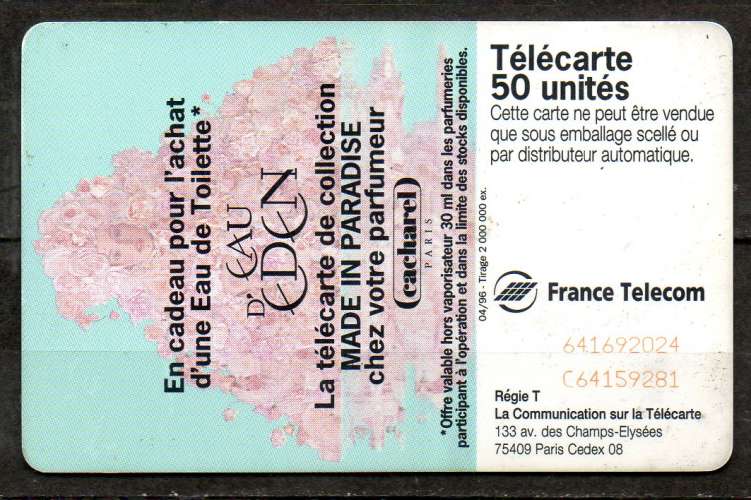 En cadeau pour l'achat
d'une Eau de Toilette *
D' EAU
EDEN
La télécarte de collection
MADE IN PARADISE
chez votre parfumeur
cacharel
PARIS
*Offre valable hors vaporisateur 30 ml dans les parfumeries
participant à l'opération et dans la limite des stocks disponibles.
04/96 - Tirage 2 000 000 ex.
Télécarte
50 unités
Cette carte ne peut être vendue
que sous emballage scellé ou
par distributeur automatique.
France Telecom
641692024
C64159281
Régie T
La Communication sur la Télécarte
133 av. des Champs-Elysées
75409 Paris Cedex 08